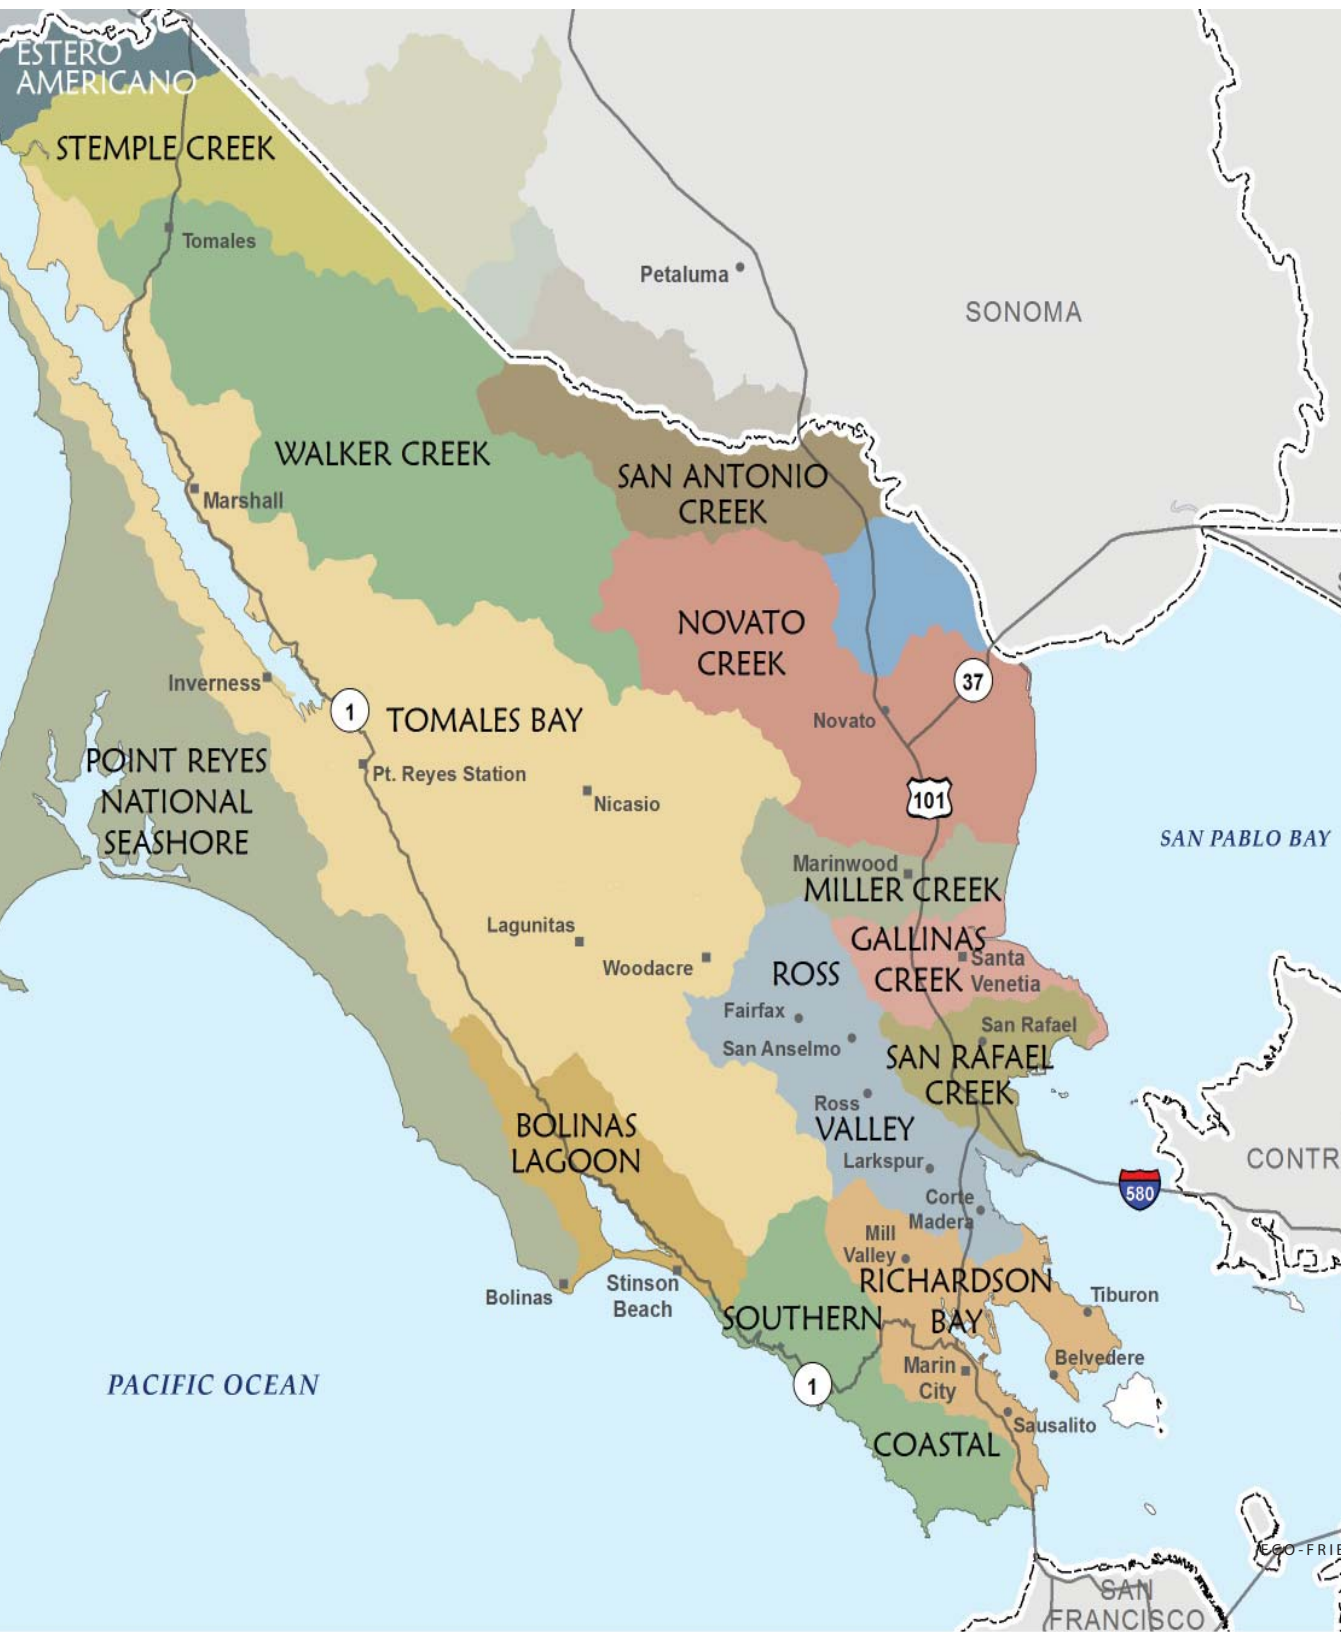 ESTERO
AMERICANO
STEMPLE CREEK
Tomales
Petaluma
SONOMA
WALKER CREEK
SAN ANTONIO
CREEK
Marshall
NOVATO
CREEK
Inverness
37
1
TOMALES BAY
Novato
POINT REYES
NATIONAL
SEASHORE
Pt. Reyes Station
Nicasio
101
SAN PABLO BAY
Marinwood
MILLER CREEK
Lagunitas
Woodacre
GALLINAS
CREEK
Santa
Venetia
ROSS
VALLEY
Fairfax
San Anselmo
San Rafael
SAN RAFAEL
CREEK
Ross
BOLINAS
LAGOON
Larkspur
CONTR
580
Corte
Madera
Mill
Valley
RICHARDSON
BAY
Bolinas
Stinson
Beach
Tiburon
SOUTHERN
COASTAL
Belvedere
Marin
City
PACIFIC OCEAN
1
Sausalito
ECO-FRIE
SAN
FRANCISCO